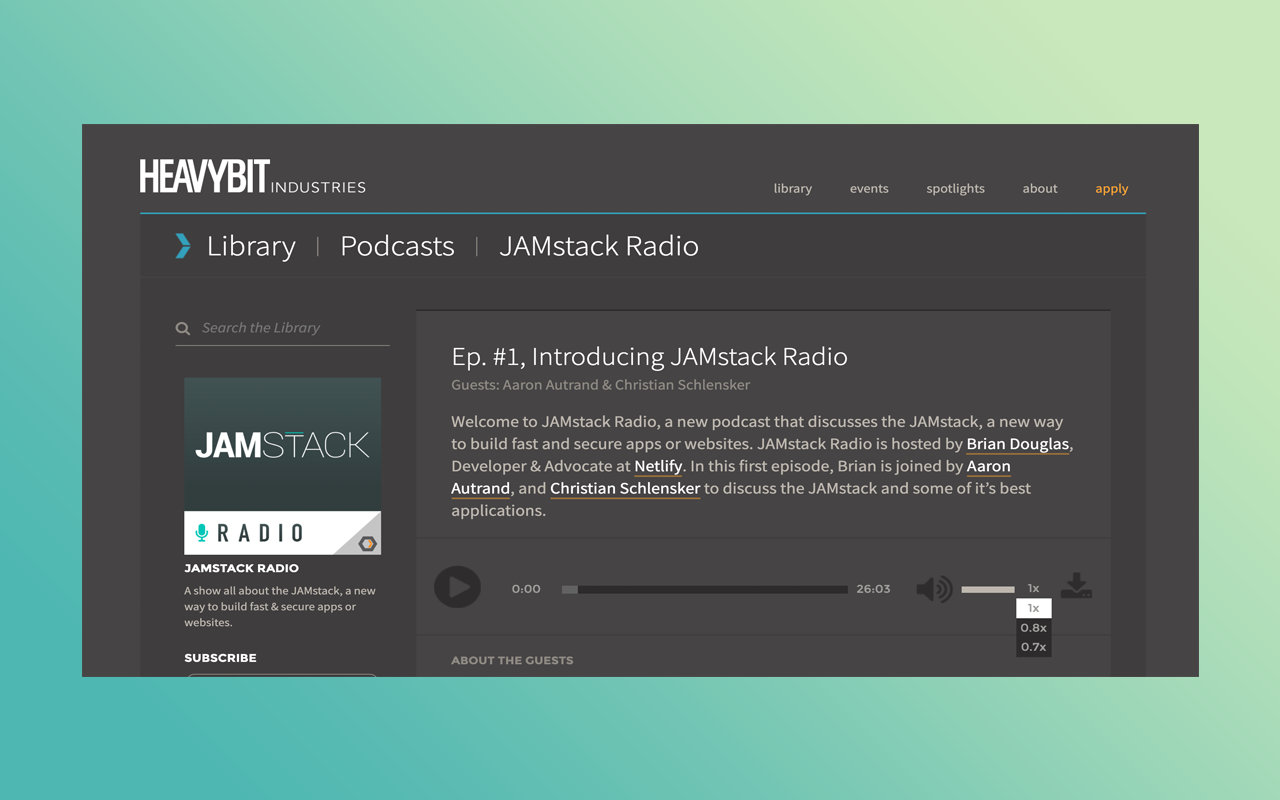 HEAVYBIT INDUSTRIES
library events spotlights about apply
Library | Podcasts | JAMstack Radio
Search the Library
JAMSTACK
RADIO
JAMSTACK RADIO
A show all about the JAMstack, a new
way to build fast & secure apps or
websites.
SUBSCRIBE
Ep. #1, Introducing JAMstack Radio
Guests: Aaron Autrand & Christian Schlensker
Welcome to JAMstack Radio, a new podcast that discusses the JAMstack, a new way
to build fast and secure apps or websites. JAMstack Radio is hosted by Brian Douglas,
Developer & Advocate at Netlify. In this first episode, Brian is joined by Aaron
Autrand, and Christian Schlensker to discuss the JAMstack and some of it's best
applications.
0:00 26:03 1x
1x
0.8x
0.7x
ABOUT THE GUESTS